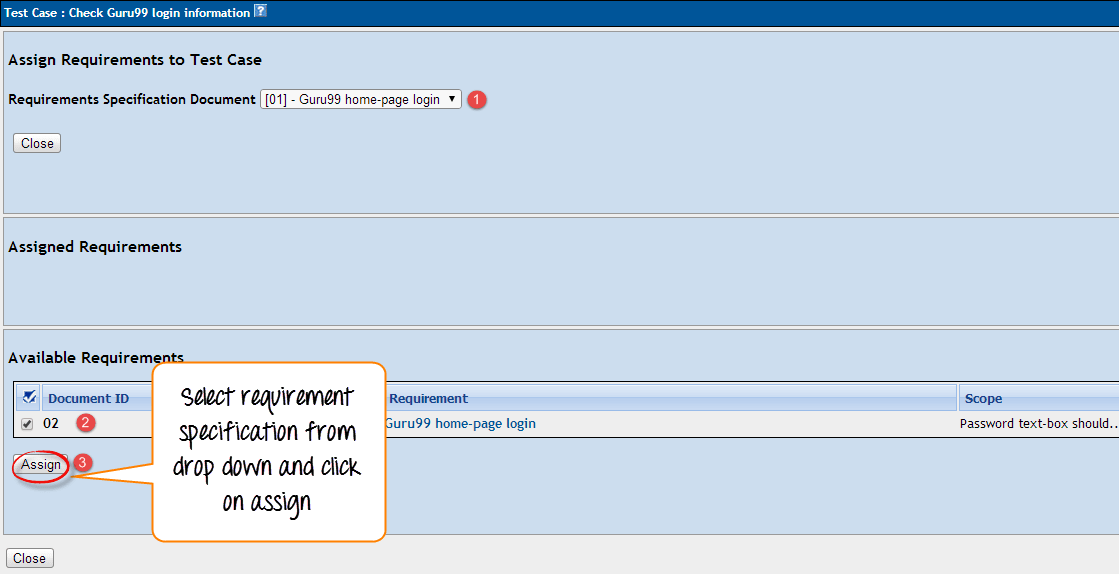 Test Case : Check Guru99 login information ?
Assign Requirements to Test Case
Requirements Specification Document [01] - Guru99 home-page login 1
Close
Assigned Requirements
Available Requirements
Document ID Requirement Scope
02 2 Guru99 home-page login Password text-box should..
Assign 3
Select requirement
specification from
drop down and click
on assign
Close